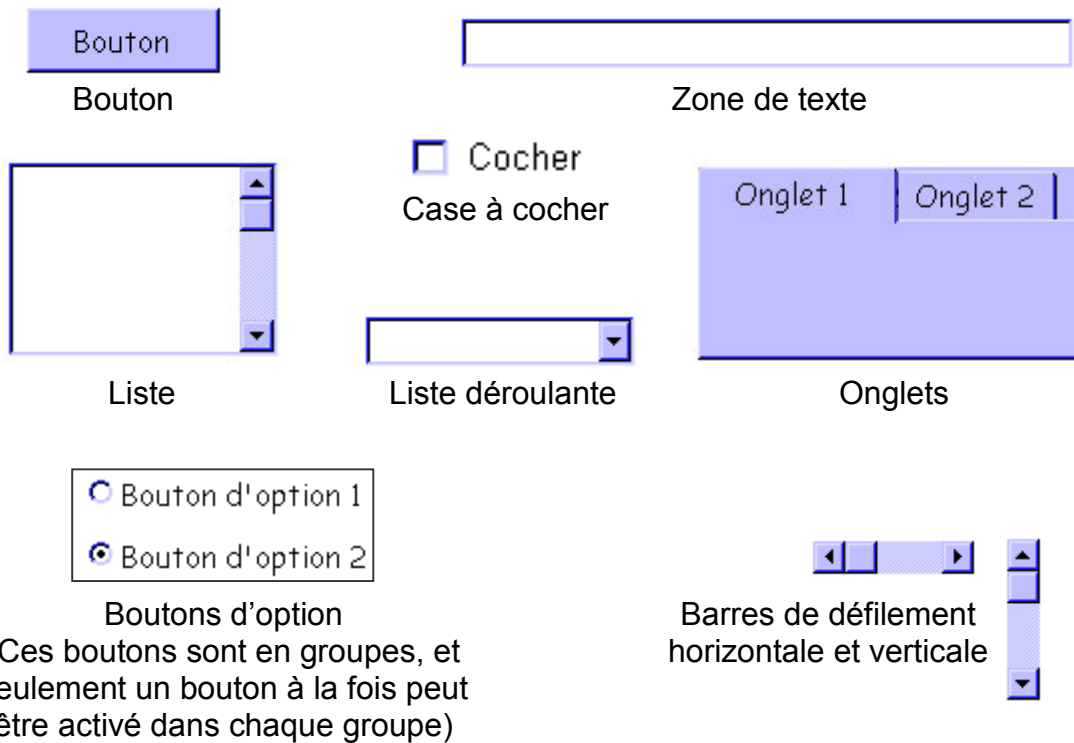 Bouton
Bouton
Zone de texte
Cocher
Case à cocher
Onglet 1 Onglet 2
Liste
Liste déroulante
Onglets
Bouton d'option 1
Bouton d'option 2
Boutons d’option
Ces boutons sont en groupes, et
eulement un bouton à la fois peut
être activé dans chaque groupe)
Barres de défilement
horizontale et verticale